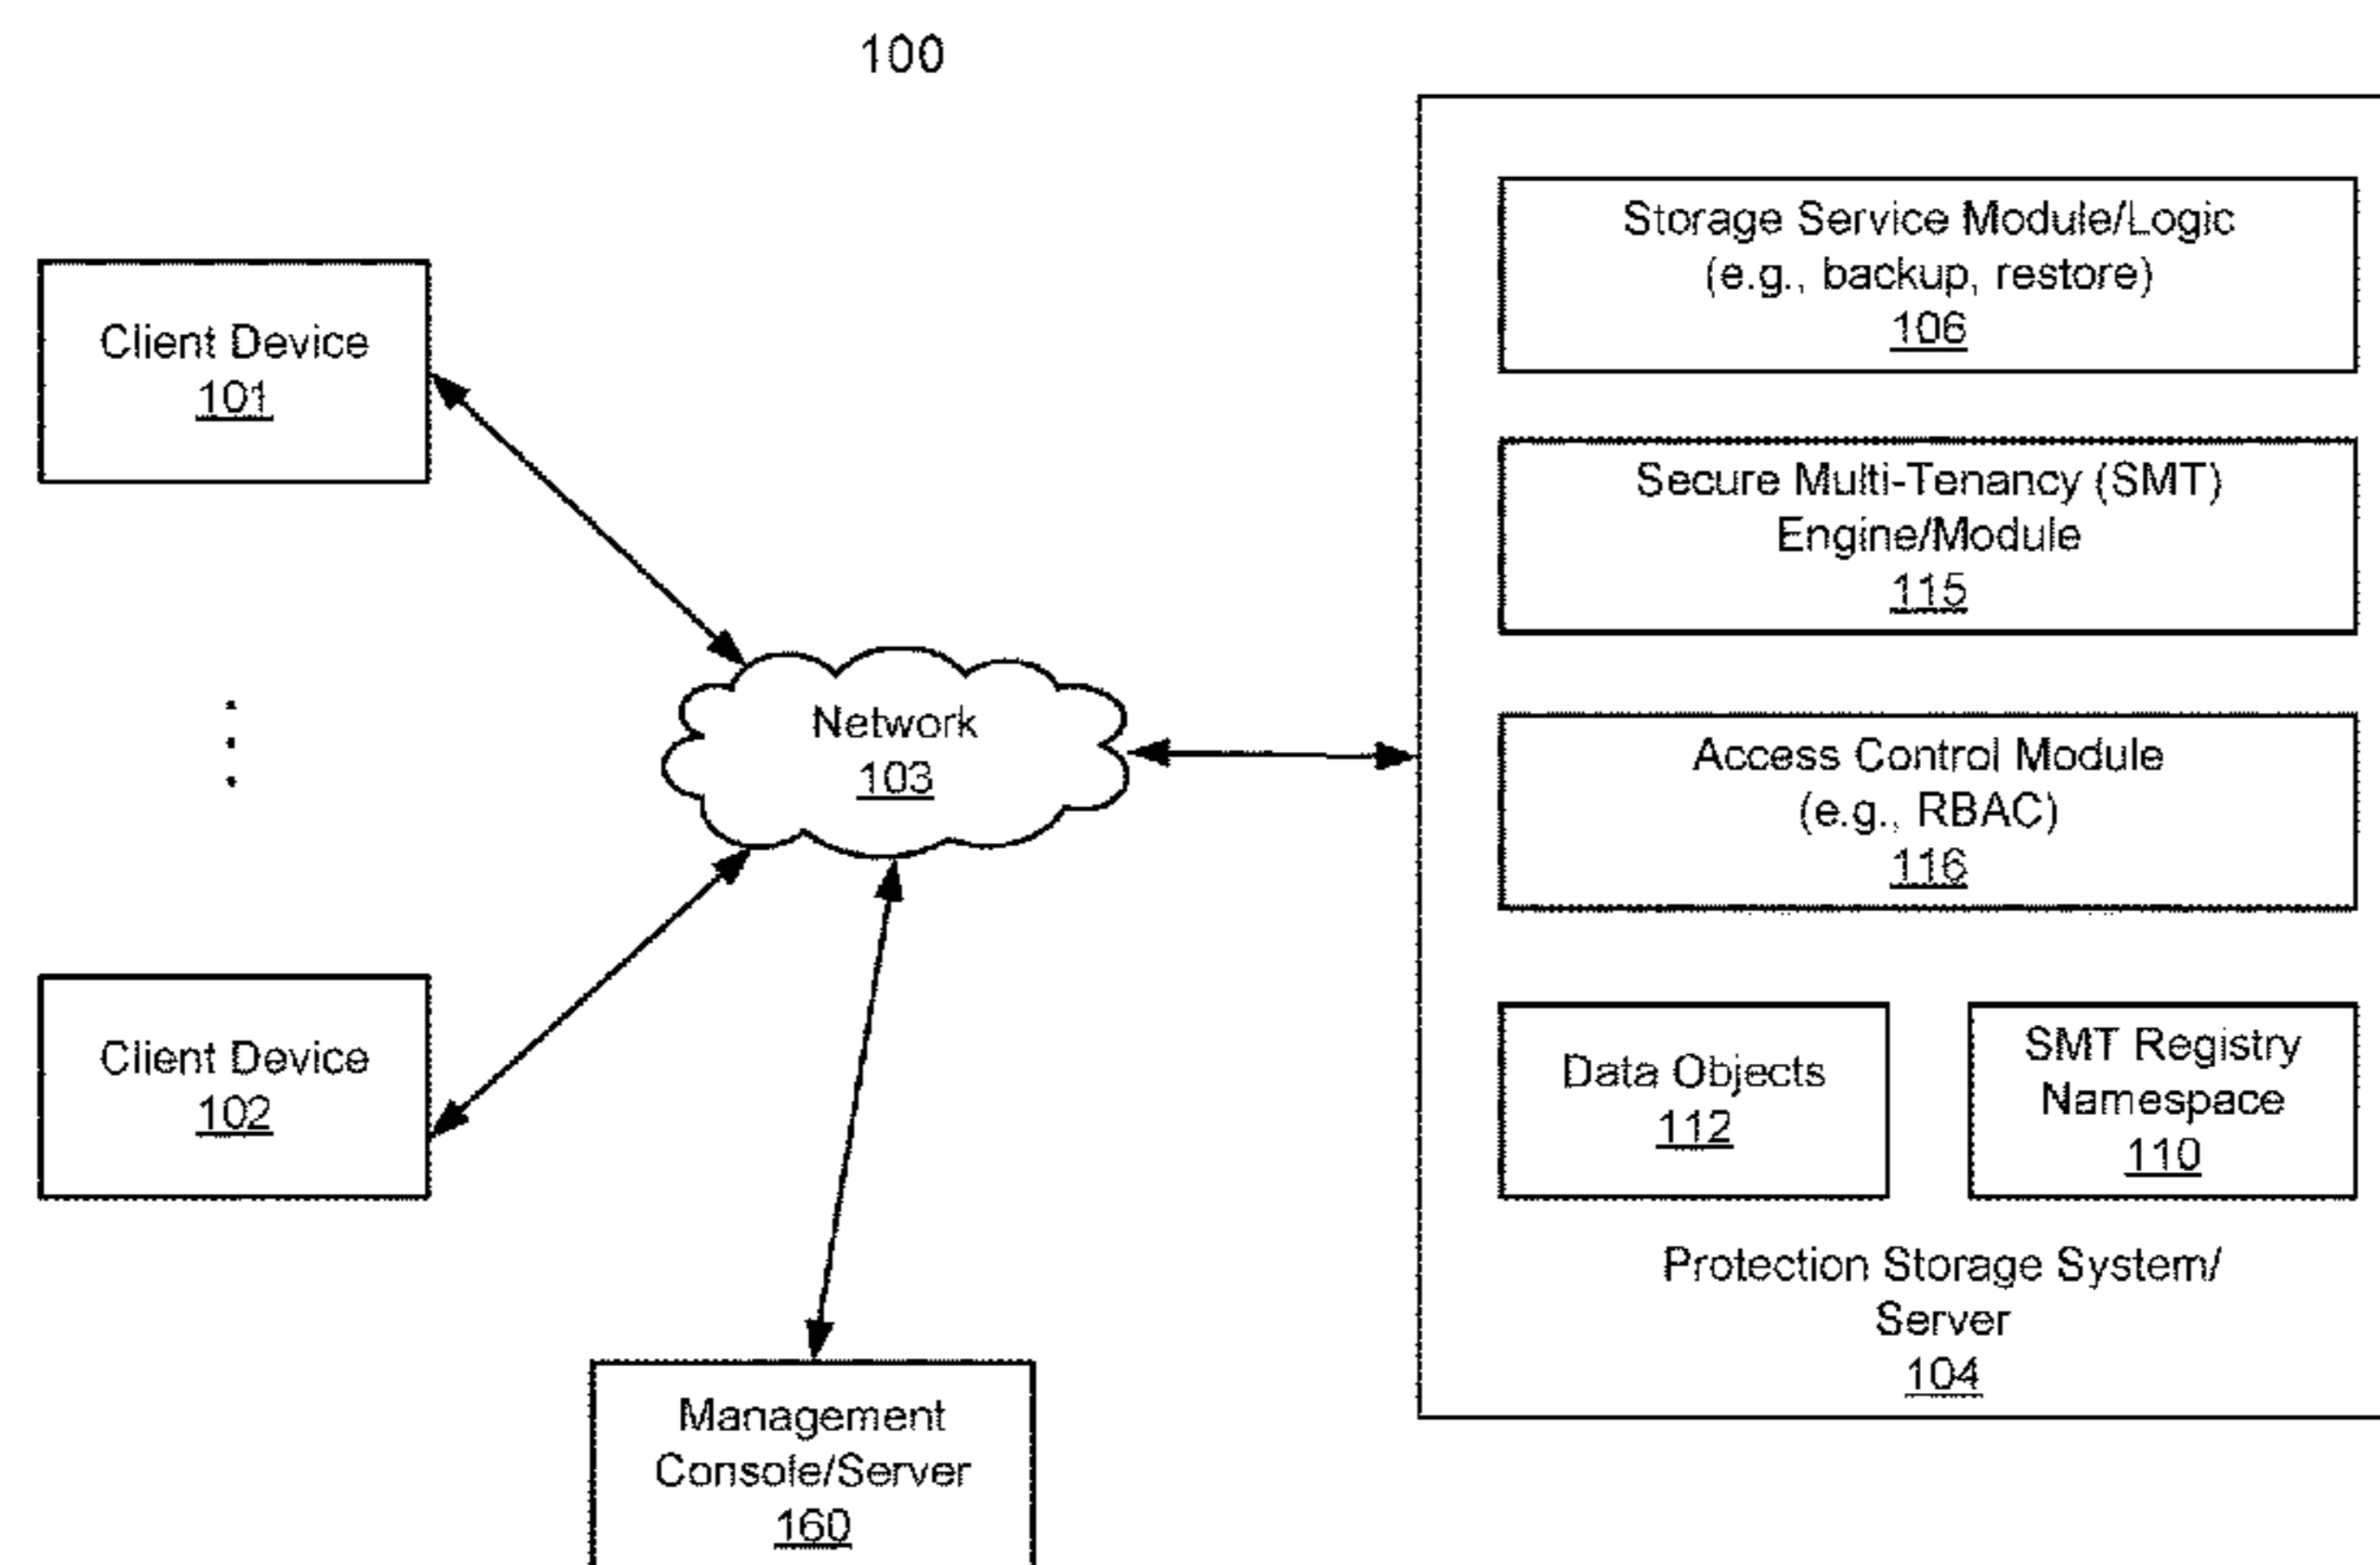 100
Client Device
101
Client Device
102
Network
103
Management
Console/Server
160
Storage Service Module/Logic
(e.g., backup, restore)
106
Secure Multi-Tenancy (SMT)
Engine/Module
115
Access Control Module
(e.g., RBAC)
116
Data Objects
112
SMT Registry
Namespace
110
Protection Storage System/
Server
104